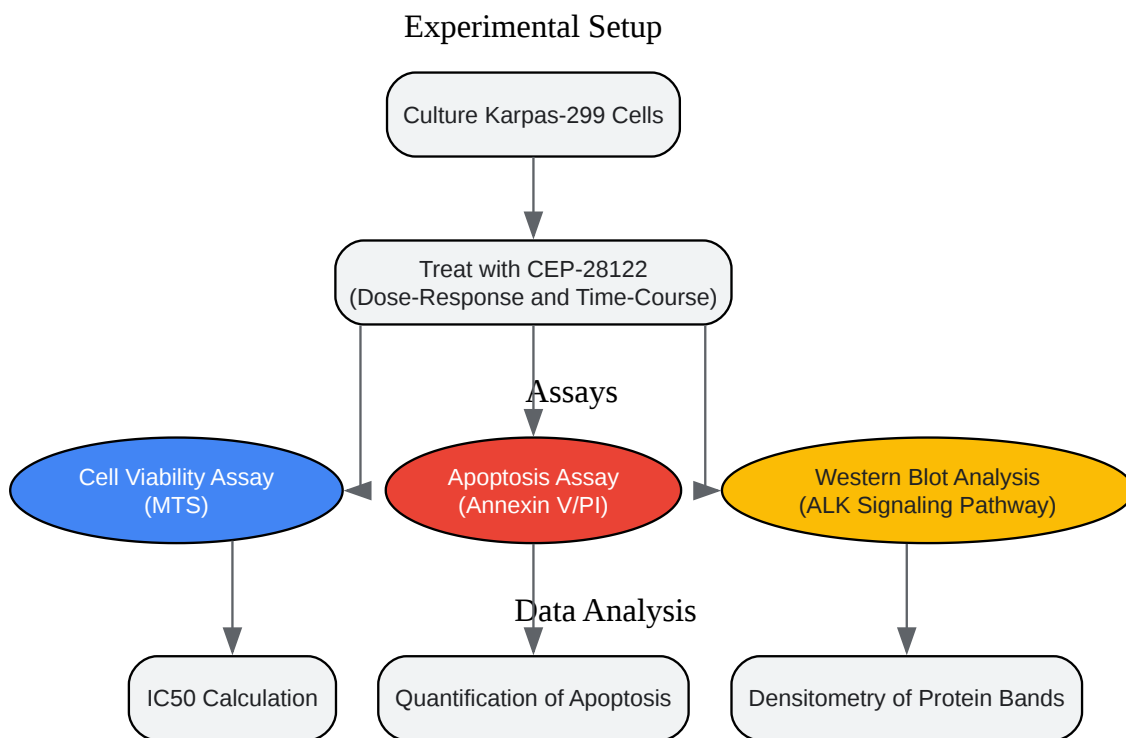 Experimental Setup
Culture Karpas-299 Cells
Treat with CEP-28122
(Dose-Response and Time-Course)
Assays
Cell Viability Assay
(MTS)
Apoptosis Assay
(Annexin V/PI)
Western Blot Analysis
(ALK Signaling Pathway)
Data Analysis
IC50 Calculation
Quantification of Apoptosis
Densitometry of Protein Bands